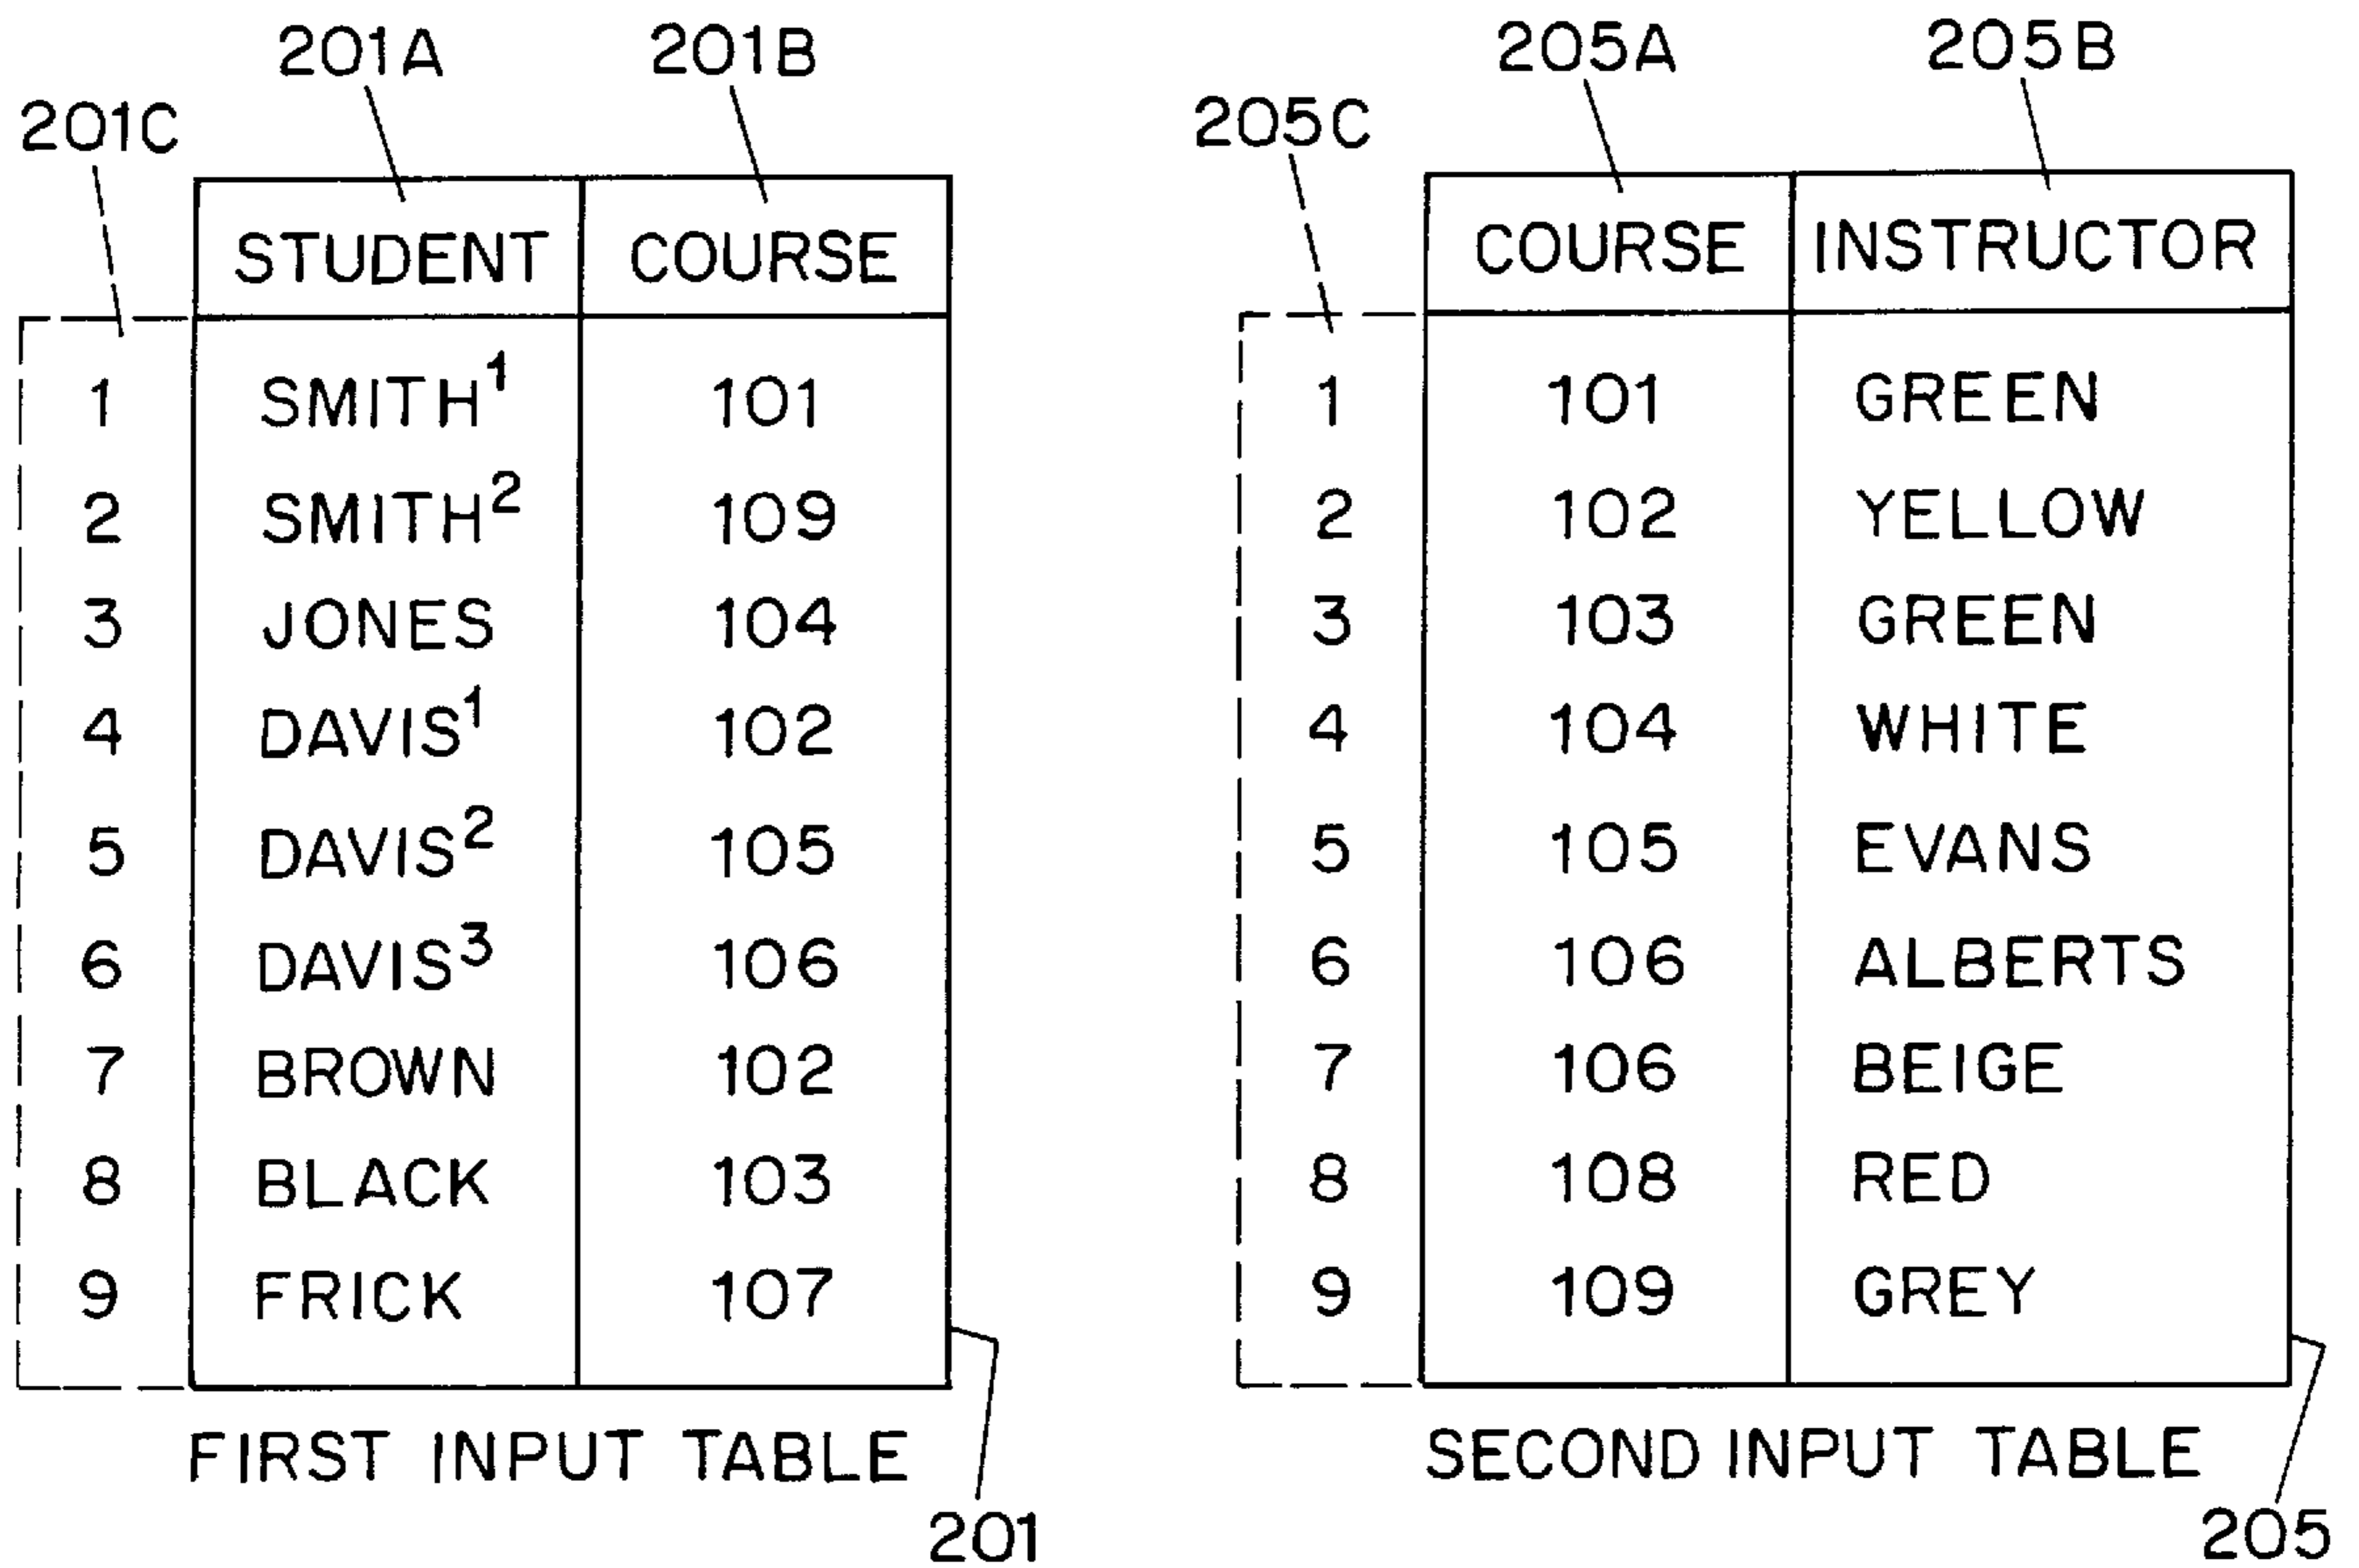 201A 201B 205A 205B
201C 205C
STUDENT COURSE COURSE INSTRUCTOR
1 SMITH¹ 101 1 101 GREEN
2 SMITH² 109 2 102 YELLOW
3 JONES 104 3 103 GREEN
4 DAVIS¹ 102 4 104 WHITE
5 DAVIS² 105 5 105 EVANS
6 DAVIS³ 106 6 106 ALBERTS
7 BROWN 102 7 106 BEIGE
8 BLACK 103 8 108 RED
9 FRICK 107 9 109 GREY
FIRST INPUT TABLE SECOND INPUT TABLE
201 205